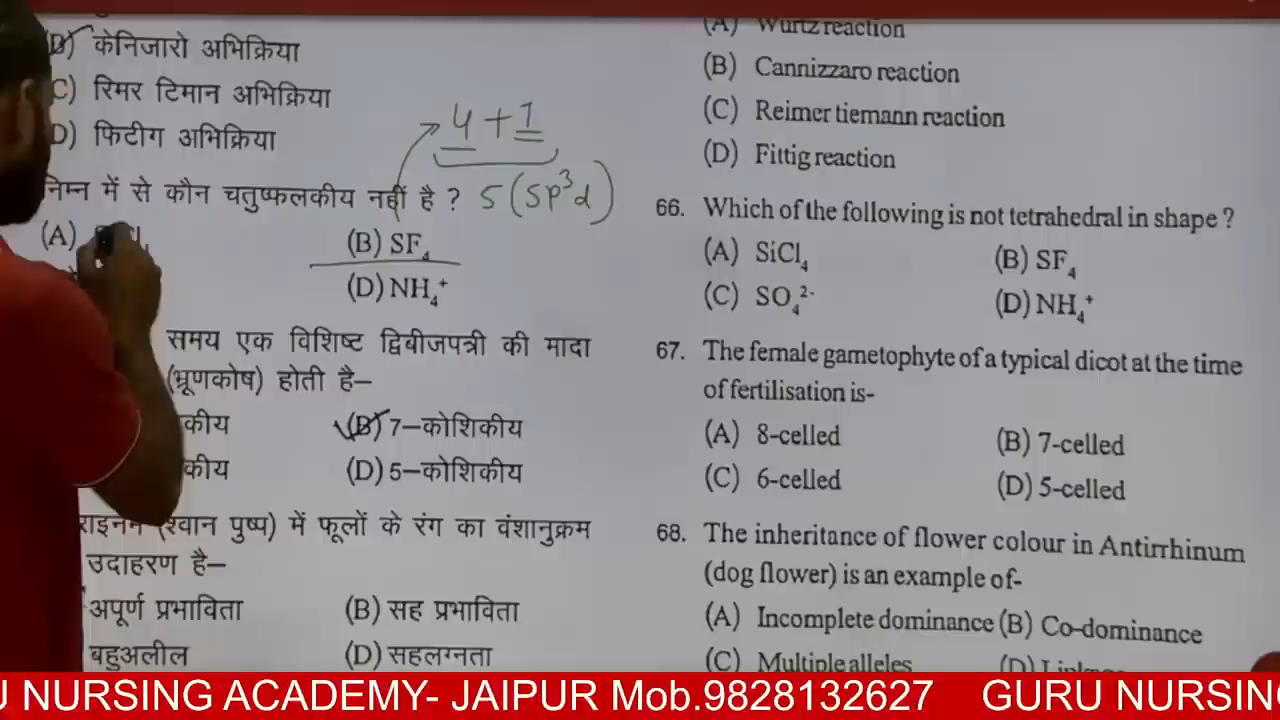 (B) केनिजारो अभिक्रिया
C) रिमर टिमान अभिक्रिया
D) फिटीग अभिक्रिया
4 + 1
5 (SP³d)
निम्न में से कौन चतुष्फलकीय नहीं है ?
(A)
(B) SF₄
(D) NH₄⁺
समय एक विशिष्ट द्विबीजपत्री की मादा
(भ्रूणकोष) होती है–
कीय (B) 7–कोशिकीय
कीय (D) 5–कोशिकीय
(श्वान पुष्प) में फूलों के रंग का वंशानुक्रम
उदाहरण है–
अपूर्ण प्रभाविता (B) सह प्रभाविता
बहुअलील (D) सहलग्नता
(A) Wurtz reaction
(B) Cannizzaro reaction
(C) Reimer tiemann reaction
(D) Fittig reaction
66. Which of the following is not tetrahedral in shape ?
(A) SiCl₄ (B) SF₄
(C) SO₄²⁻ (D) NH₄⁺
67. The female gametophyte of a typical dicot at the time
of fertilisation is-
(A) 8-celled (B) 7-celled
(C) 6-celled (D) 5-celled
68. The inheritance of flower colour in Antirrhinum
(dog flower) is an example of-
(A) Incomplete dominance (B) Co-dominance
(C) Multiple alleles
U NURSING ACADEMY- JAIPUR Mob.9828132627 GURU NURSING